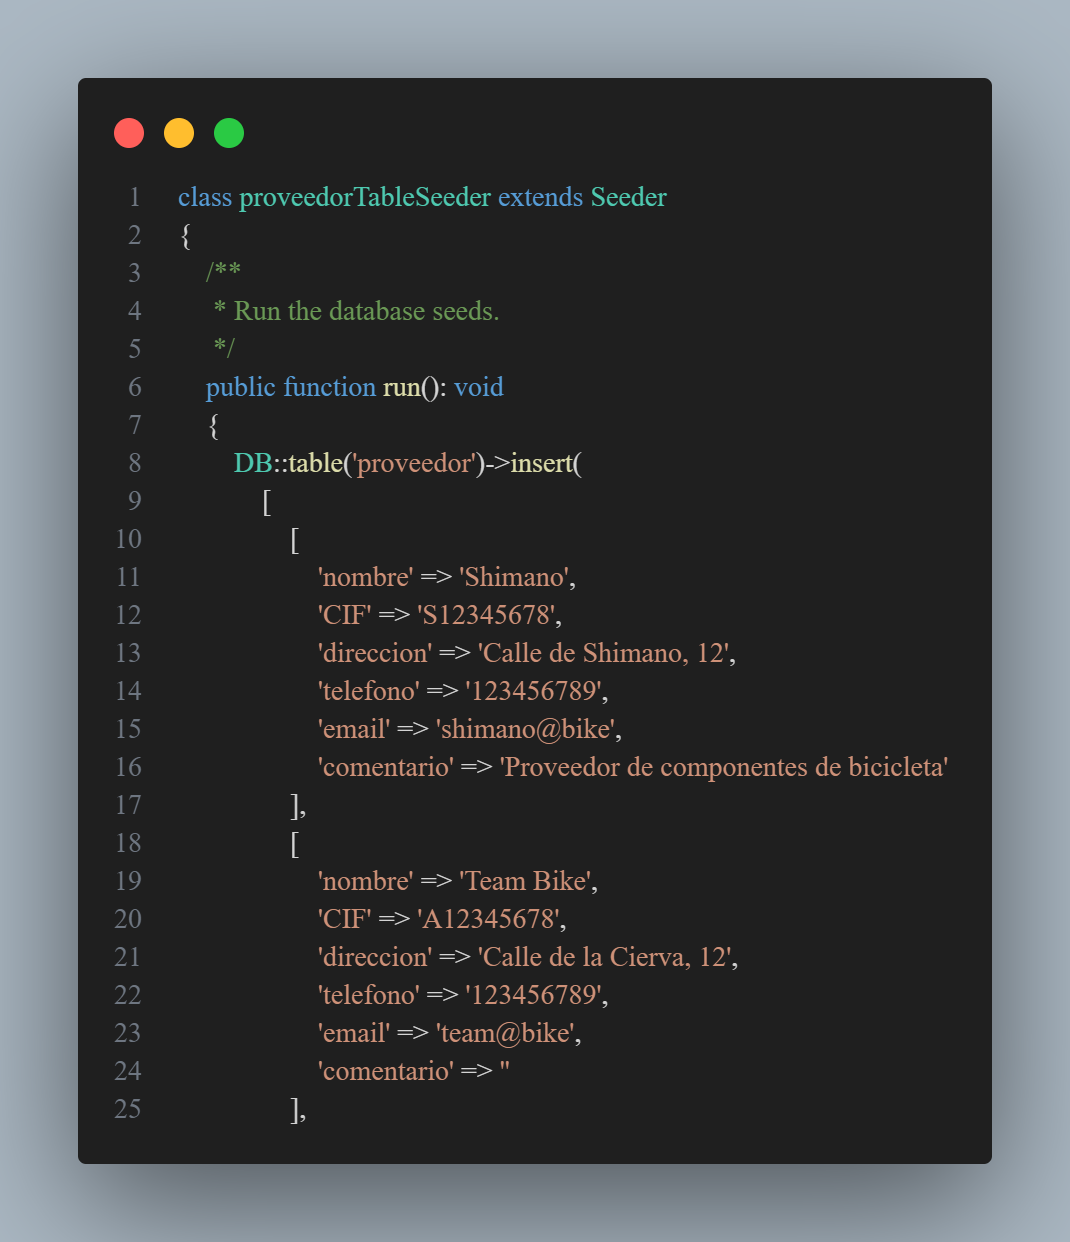 1 class proveedorTableSeeder extends Seeder
2 {
3     /**
4      * Run the database seeds.
5      */
6     public function run(): void
7     {
8         DB::table('proveedor')->insert(
9             [
10                 [
11                     'nombre' => 'Shimano',
12                     'CIF' => 'S12345678',
13                     'direccion' => 'Calle de Shimano, 12',
14                     'telefono' => '123456789',
15                     'email' => 'shimano@bike',
16                     'comentario' => 'Proveedor de componentes de bicicleta'
17                 ],
18                 [
19                     'nombre' => 'Team Bike',
20                     'CIF' => 'A12345678',
21                     'direccion' => 'Calle de la Cierva, 12',
22                     'telefono' => '123456789',
23                     'email' => 'team@bike',
24                     'comentario' => ''
25                 ],